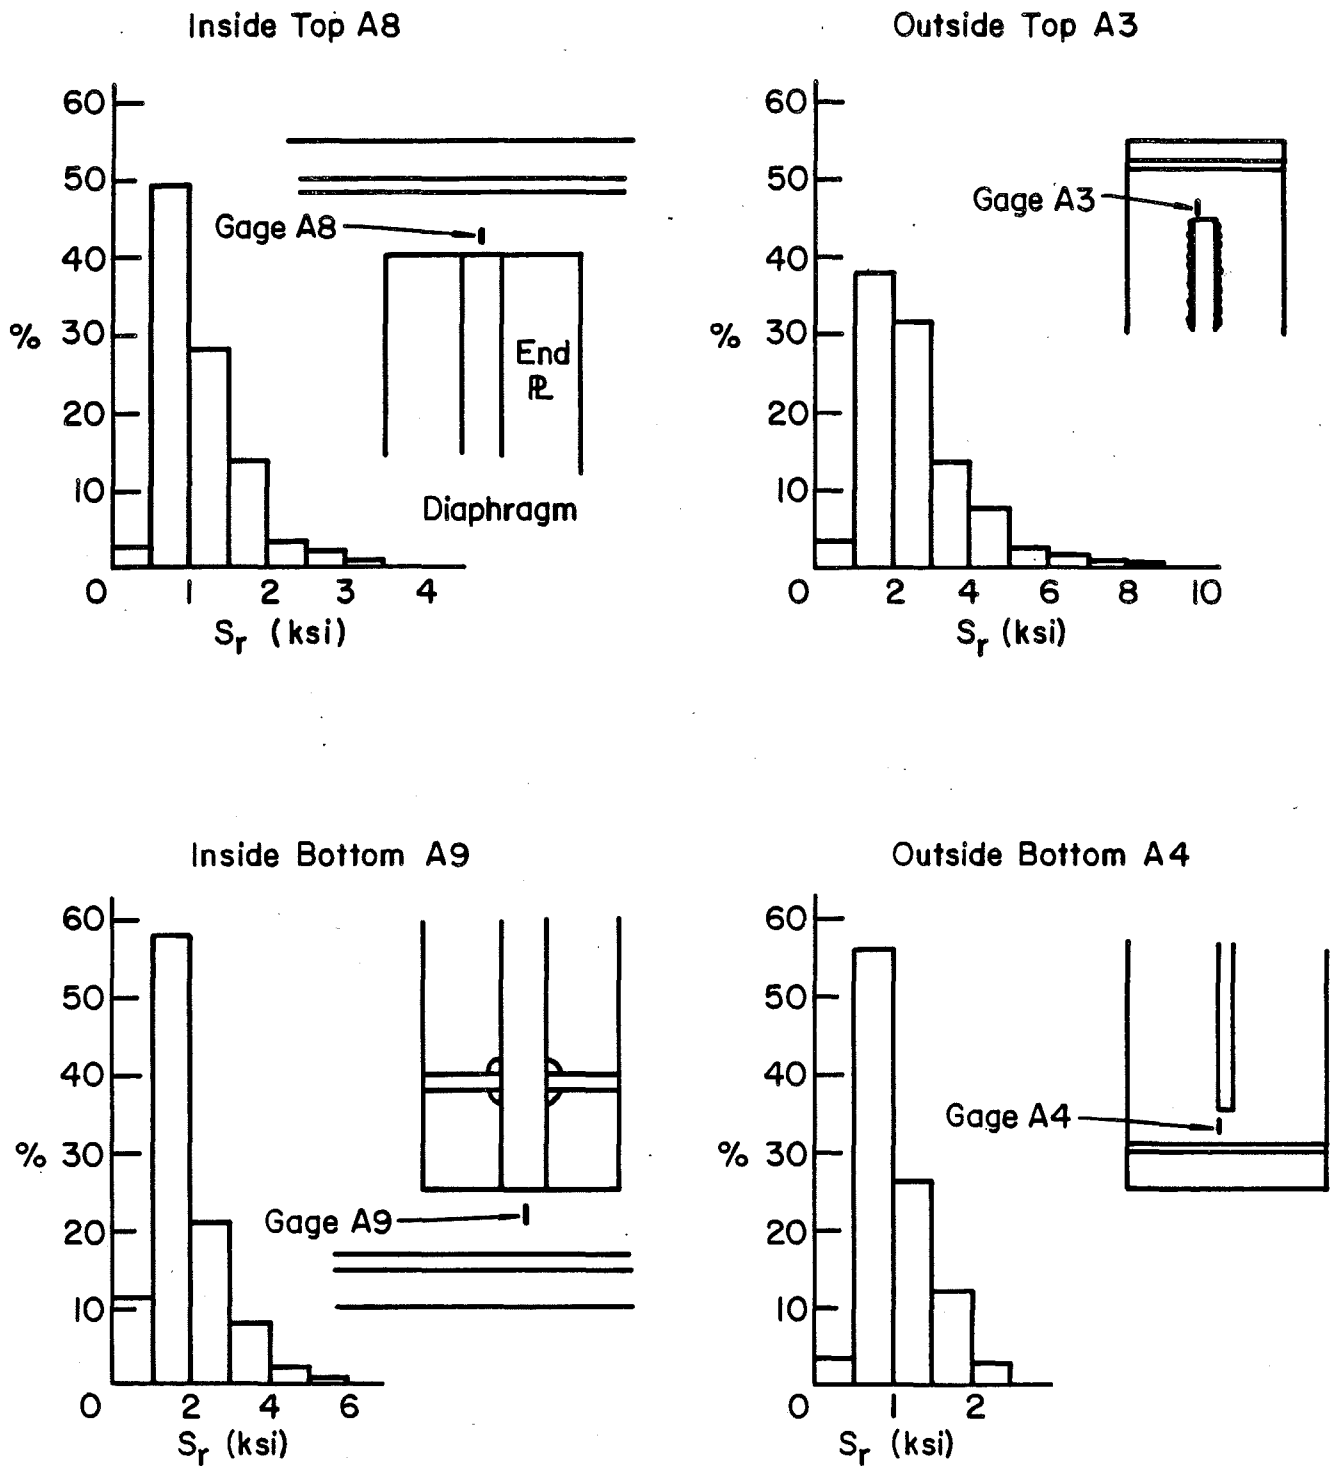 Inside Top A8
60
50
40
% 30
20
10
0 1 2 3 4
Sr (ksi)
Gage A8
End
PL
Diaphragm
Outside Top A3
60
50
40
% 30
20
10
0 2 4 6 8 10
Sr (ksi)
Gage A3
Inside Bottom A9
60
50
40
% 30
20
10
0 2 4 6
Sr (ksi)
Gage A9
Outside Bottom A4
60
50
40
% 30
20
10
0 1 2
Sr (ksi)
Gage A4